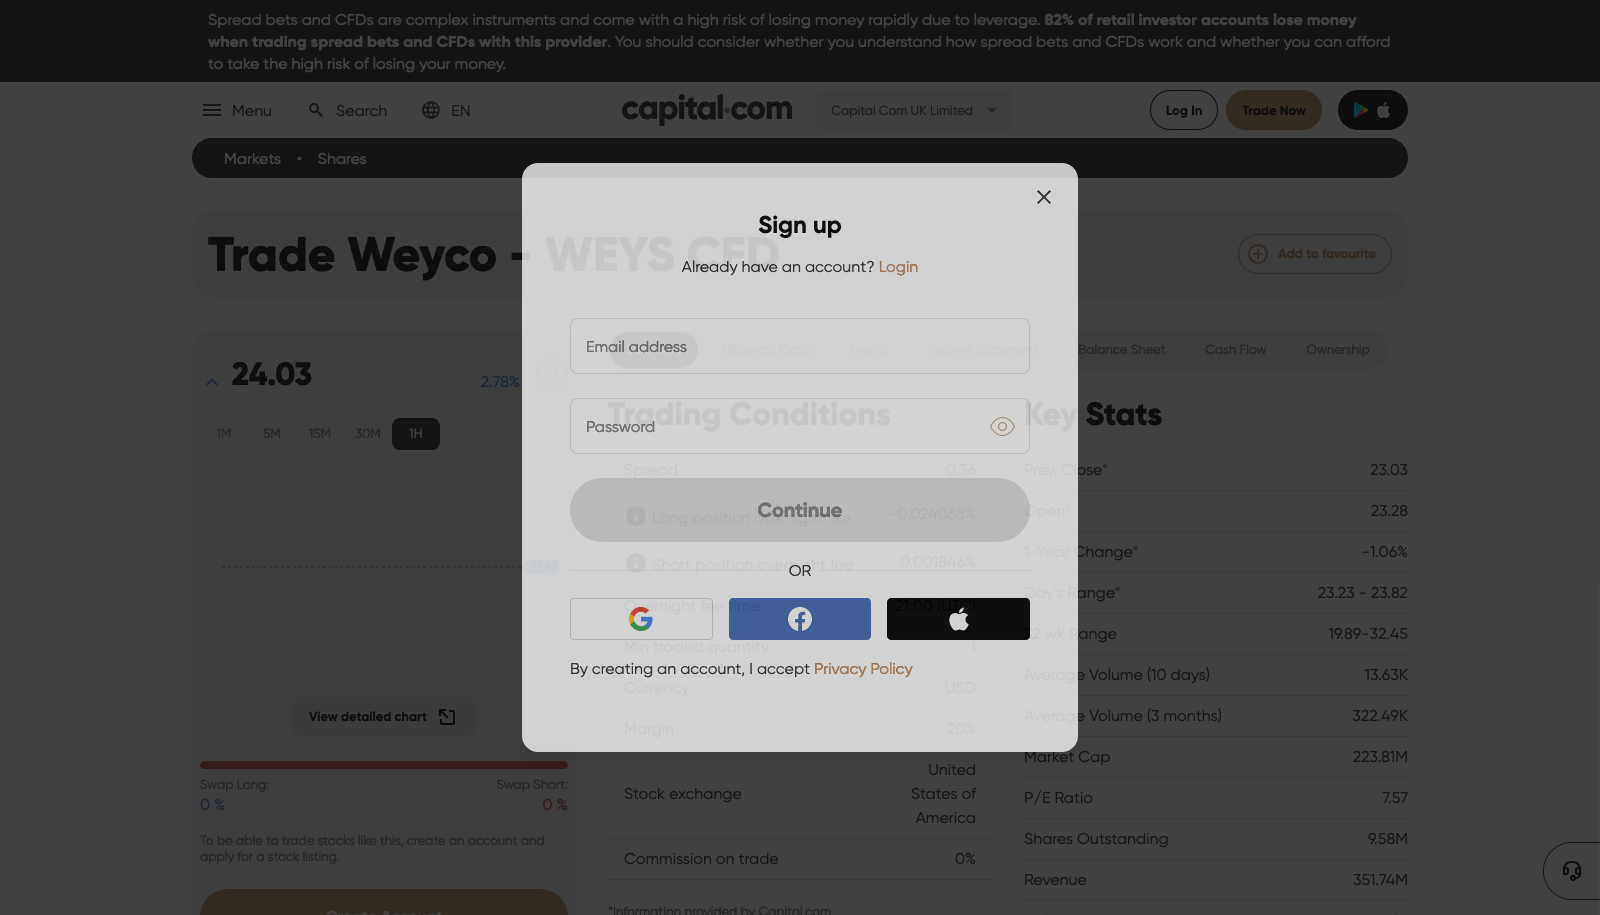 Spread bets and CFDs are complex instruments and come with a high risk of losing money rapidly due to leverage. 82% of retail investor accounts lose money
when trading spread bets and CFDs with this provider. You should consider whether you understand how spread bets and CFDs work and whether you can afford
to take the high risk of losing your money.
Menu
Search
EN
capital.com
Capital Com UK Limited
Log In
Trade Now
Markets • Shares
Trade Weyco - WEYS CFD
Add to favourite
Sign up
Already have an account? Login
Email address
Password
Continue
OR
By creating an account, I accept Privacy Policy
24.03
2.78%
1M 5M 15M 30M 1H
View detailed chart
Swap Long:
Swap Short:
0 %
0 %
To be able to trade stocks like this, create an account and
apply for a stock listing.
Create Account
Historical Data
Events
Income Statement
Balance Sheet
Cash Flow
Ownership
Trading Conditions
Spread 0.36
Long position overnight fee -0.024068%
Short position overnight fee 0.001846%
Overnight fee time 21:00 (UTC)
Min traded quantity 1
Currency USD
Margin 20%
Stock exchange
United
States of
America
Commission on trade 0%
*Information provided by Capital.com
Key Stats
Prev. Close* 23.03
Open* 23.28
1-Year Change* -1.06%
Day's Range* 23.23 - 23.82
52 wk Range 19.89-32.45
Average Volume (10 days) 13.63K
Average Volume (3 months) 322.49K
Market Cap 223.81M
P/E Ratio 7.57
Shares Outstanding 9.58M
Revenue 351.74M